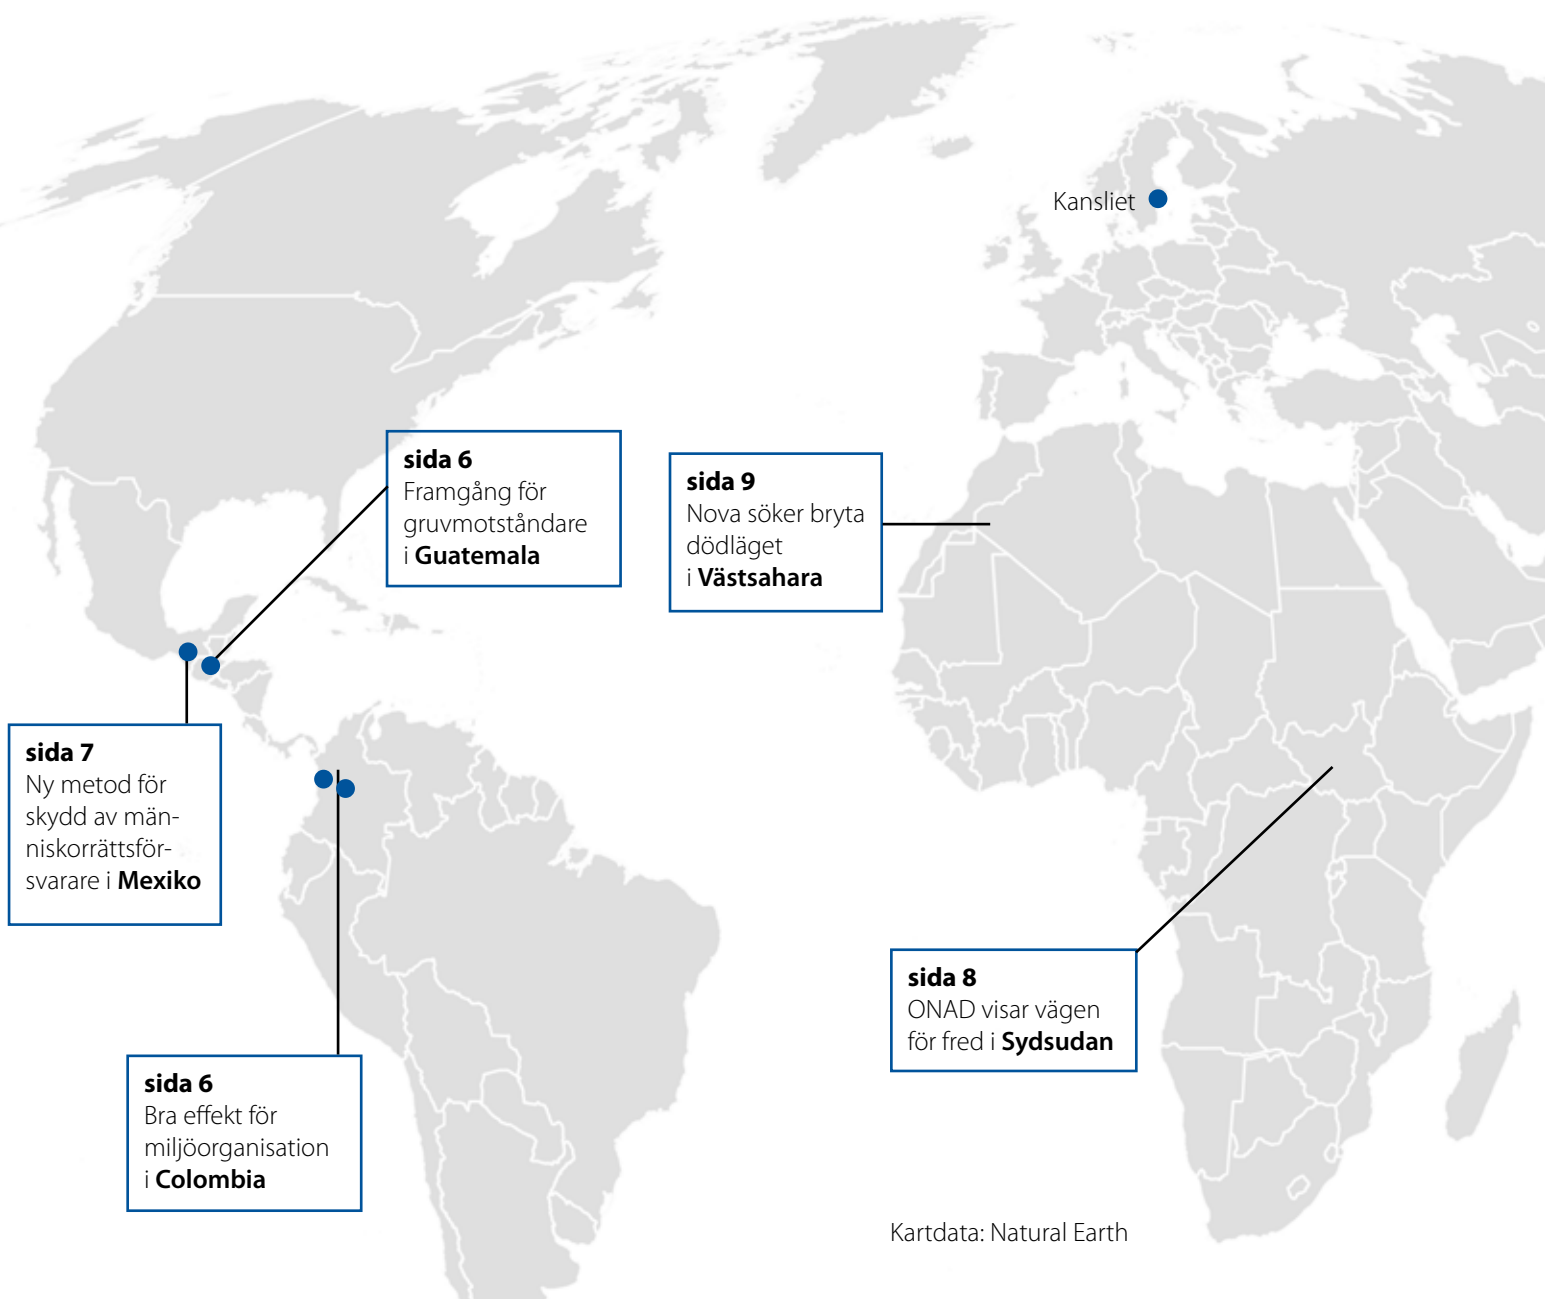 Kansliet
sida 6
Framgång för
gruvmotståndare
i Guatemala
sida 9
Nova söker bryta
dödläget
i Västsahara
sida 7
Ny metod för
skydd av män-
niskorrättsför-
svarare i Mexiko
sida 8
ONAD visar vägen
för fred i Sydsudan
sida 6
Bra effekt för
miljöorganisation
i Colombia
Kartdata: Natural Earth